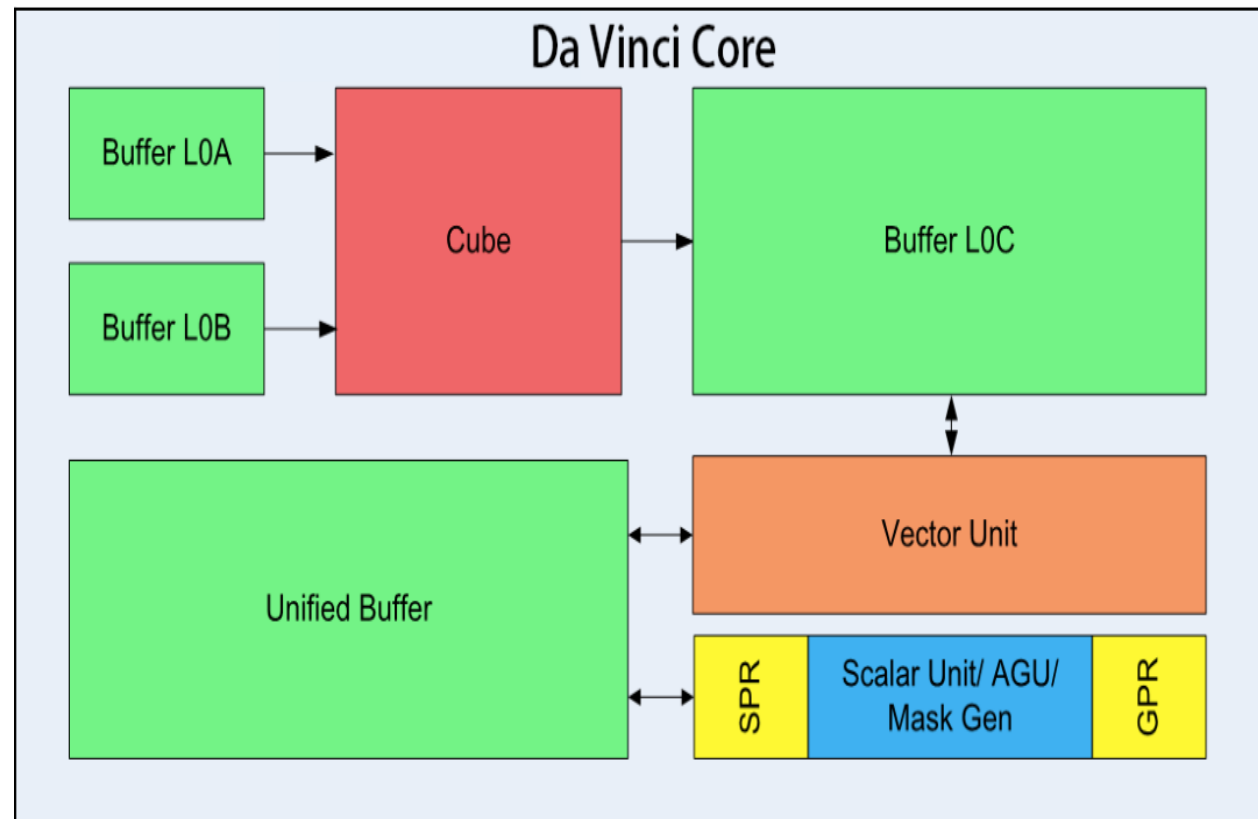 Da Vinci Core
Buffer L0A
Cube
Buffer L0C
Buffer L0B
Vector Unit
Unified Buffer
SPR
Scalar Unit/ AGU/
Mask Gen
GPR